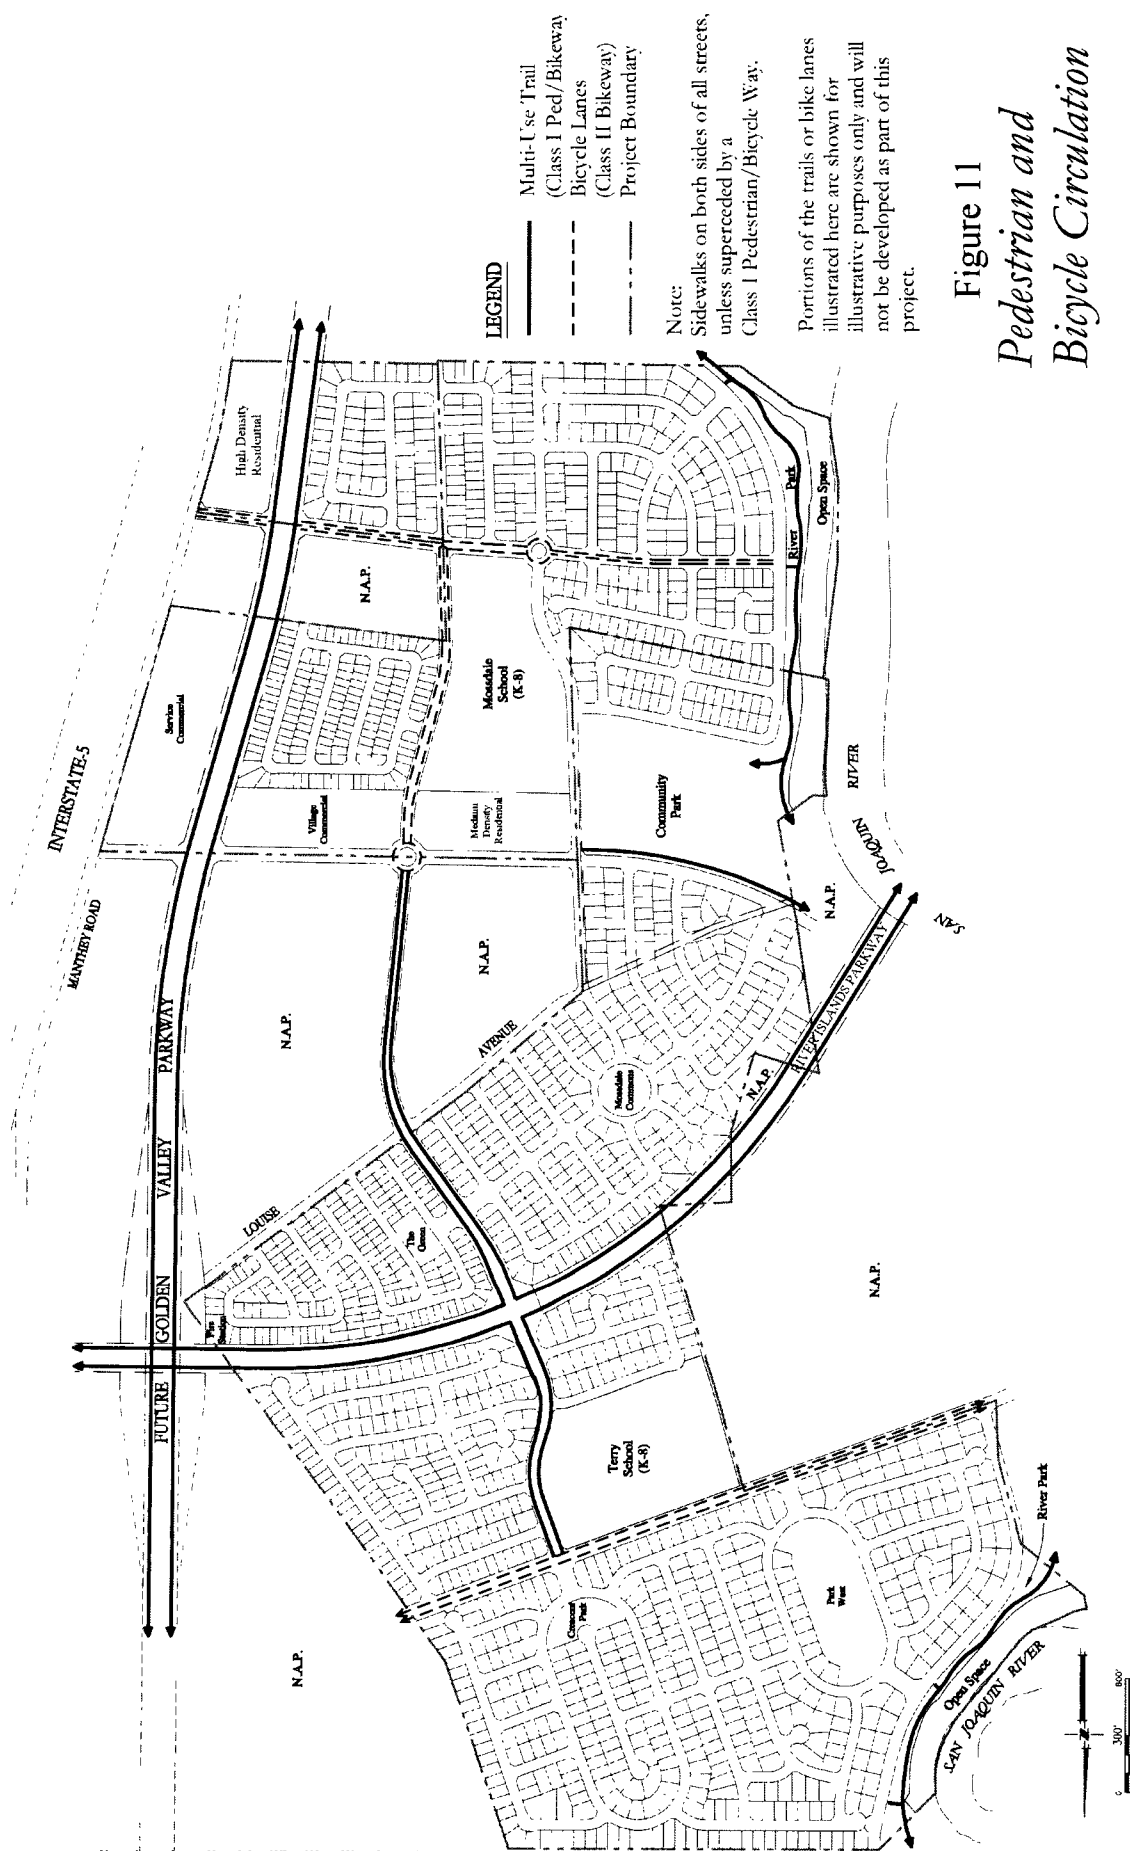 INTERSTATE-5
MANTHEY ROAD
FUTURE GOLDEN VALLEY PARKWAY
High Density
Residential
Service
Commercial
N.A.P.
Village
Commercial
Mossdale
School
(K-8)
Medium
Density
Residential
Community
Park
River Park
Open Space
SAN JOAQUIN RIVER
N.A.P.
N.A.P.
N.A.P.
LOUISE AVENUE
Fire
Station
The
Green
Mossdale
Commons
N.A.P.
RIVER ISLANDS PARKWAY
N.A.P.
Terry
School
(K-8)
N.A.P.
Crescent
Park
Park
West
River Park
Open Space
SAN JOAQUIN RIVER
0 300' 600'
LEGEND
Multi-Use Trail
(Class I Ped/Bikeway
Bicycle Lanes
(Class II Bikeway)
Project Boundary
Note:
Sidewalks on both sides of all streets,
unless superceded by a
Class I Pedestrian/Bicycle Way.
Portions of the trails or bike lanes
illustrated here are shown for
illustrative purposes only and will
not be developed as part of this
project.
Figure 11
Pedestrian and
Bicycle Circulation